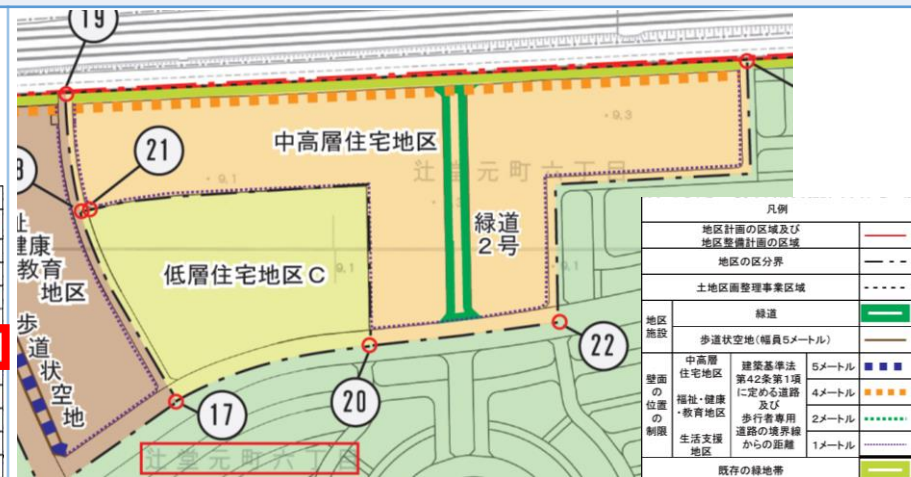 19
21
中高層住宅地区
・9.3
辻堂元町六丁目
・9.1
緑道
2号
社
健康
教育
地区
低層住宅地区C
9.1
9.1
歩
道
状
空
地
22
20
17
辻堂元町六丁目
凡例
地区計画の区域及び
地区整備計画の区域
地区の区分界
土地区画整理事業区域
地区
施設
緑道
歩道状空地(幅員5メートル)
壁面
の
位置
の
制限
中高層
住宅地区
福祉・健康
・教育地区
生活支援
地区
建築基準法
第42条第1項
に定める道路
及び
歩行者専用
道路の境界線
からの距離
5メートル
4メートル
2メートル
1メートル
既存の緑地帯